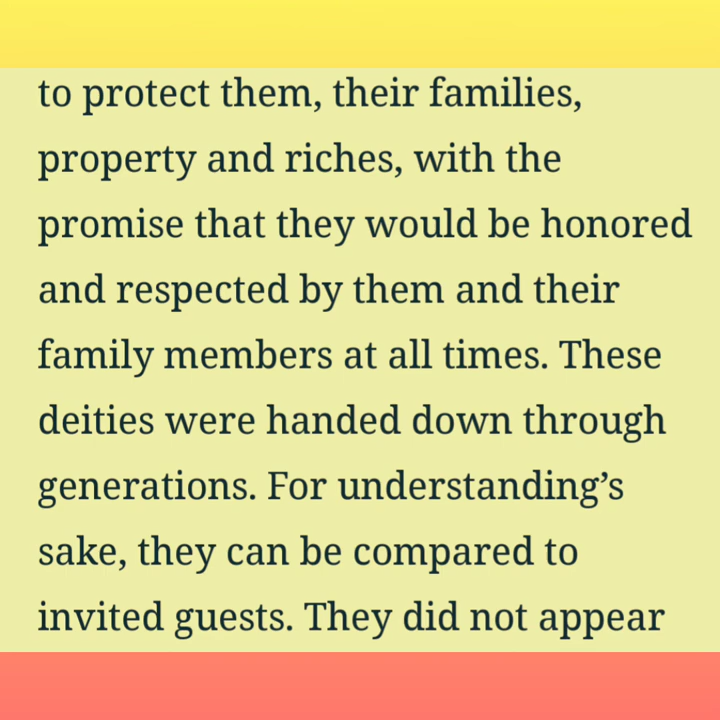 to protect them, their families,
property and riches, with the
promise that they would be honored
and respected by them and their
family members at all times. These
deities were handed down through
generations. For understanding’s
sake, they can be compared to
invited guests. They did not appear